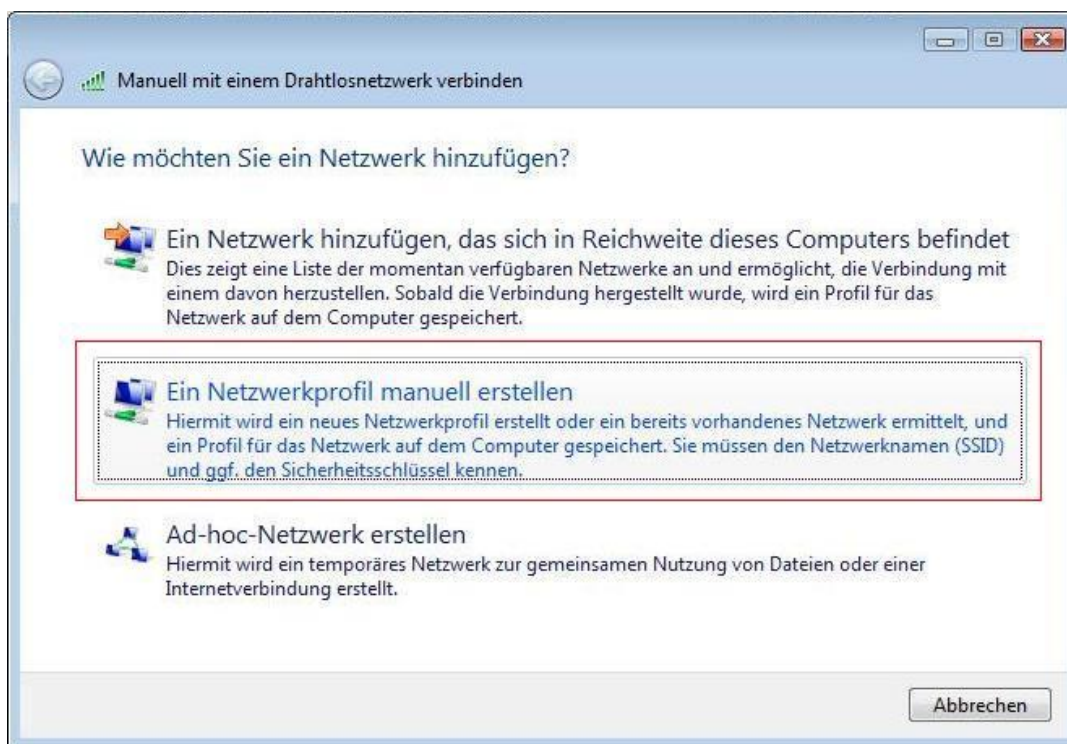 Manuell mit einem Drahtlosnetzwerk verbinden
Wie möchten Sie ein Netzwerk hinzufügen?
Ein Netzwerk hinzufügen, das sich in Reichweite dieses Computers befindet
Dies zeigt eine Liste der momentan verfügbaren Netzwerke an und ermöglicht, die Verbindung mit
einem davon herzustellen. Sobald die Verbindung hergestellt wurde, wird ein Profil für das
Netzwerk auf dem Computer gespeichert.
Ein Netzwerkprofil manuell erstellen
Hiermit wird ein neues Netzwerkprofil erstellt oder ein bereits vorhandenes Netzwerk ermittelt, und
ein Profil für das Netzwerk auf dem Computer gespeichert. Sie müssen den Netzwerknamen (SSID)
und ggf. den Sicherheitsschlüssel kennen.
Ad-hoc-Netzwerk erstellen
Hiermit wird ein temporäres Netzwerk zur gemeinsamen Nutzung von Dateien oder einer
Internetverbindung erstellt.
Abbrechen